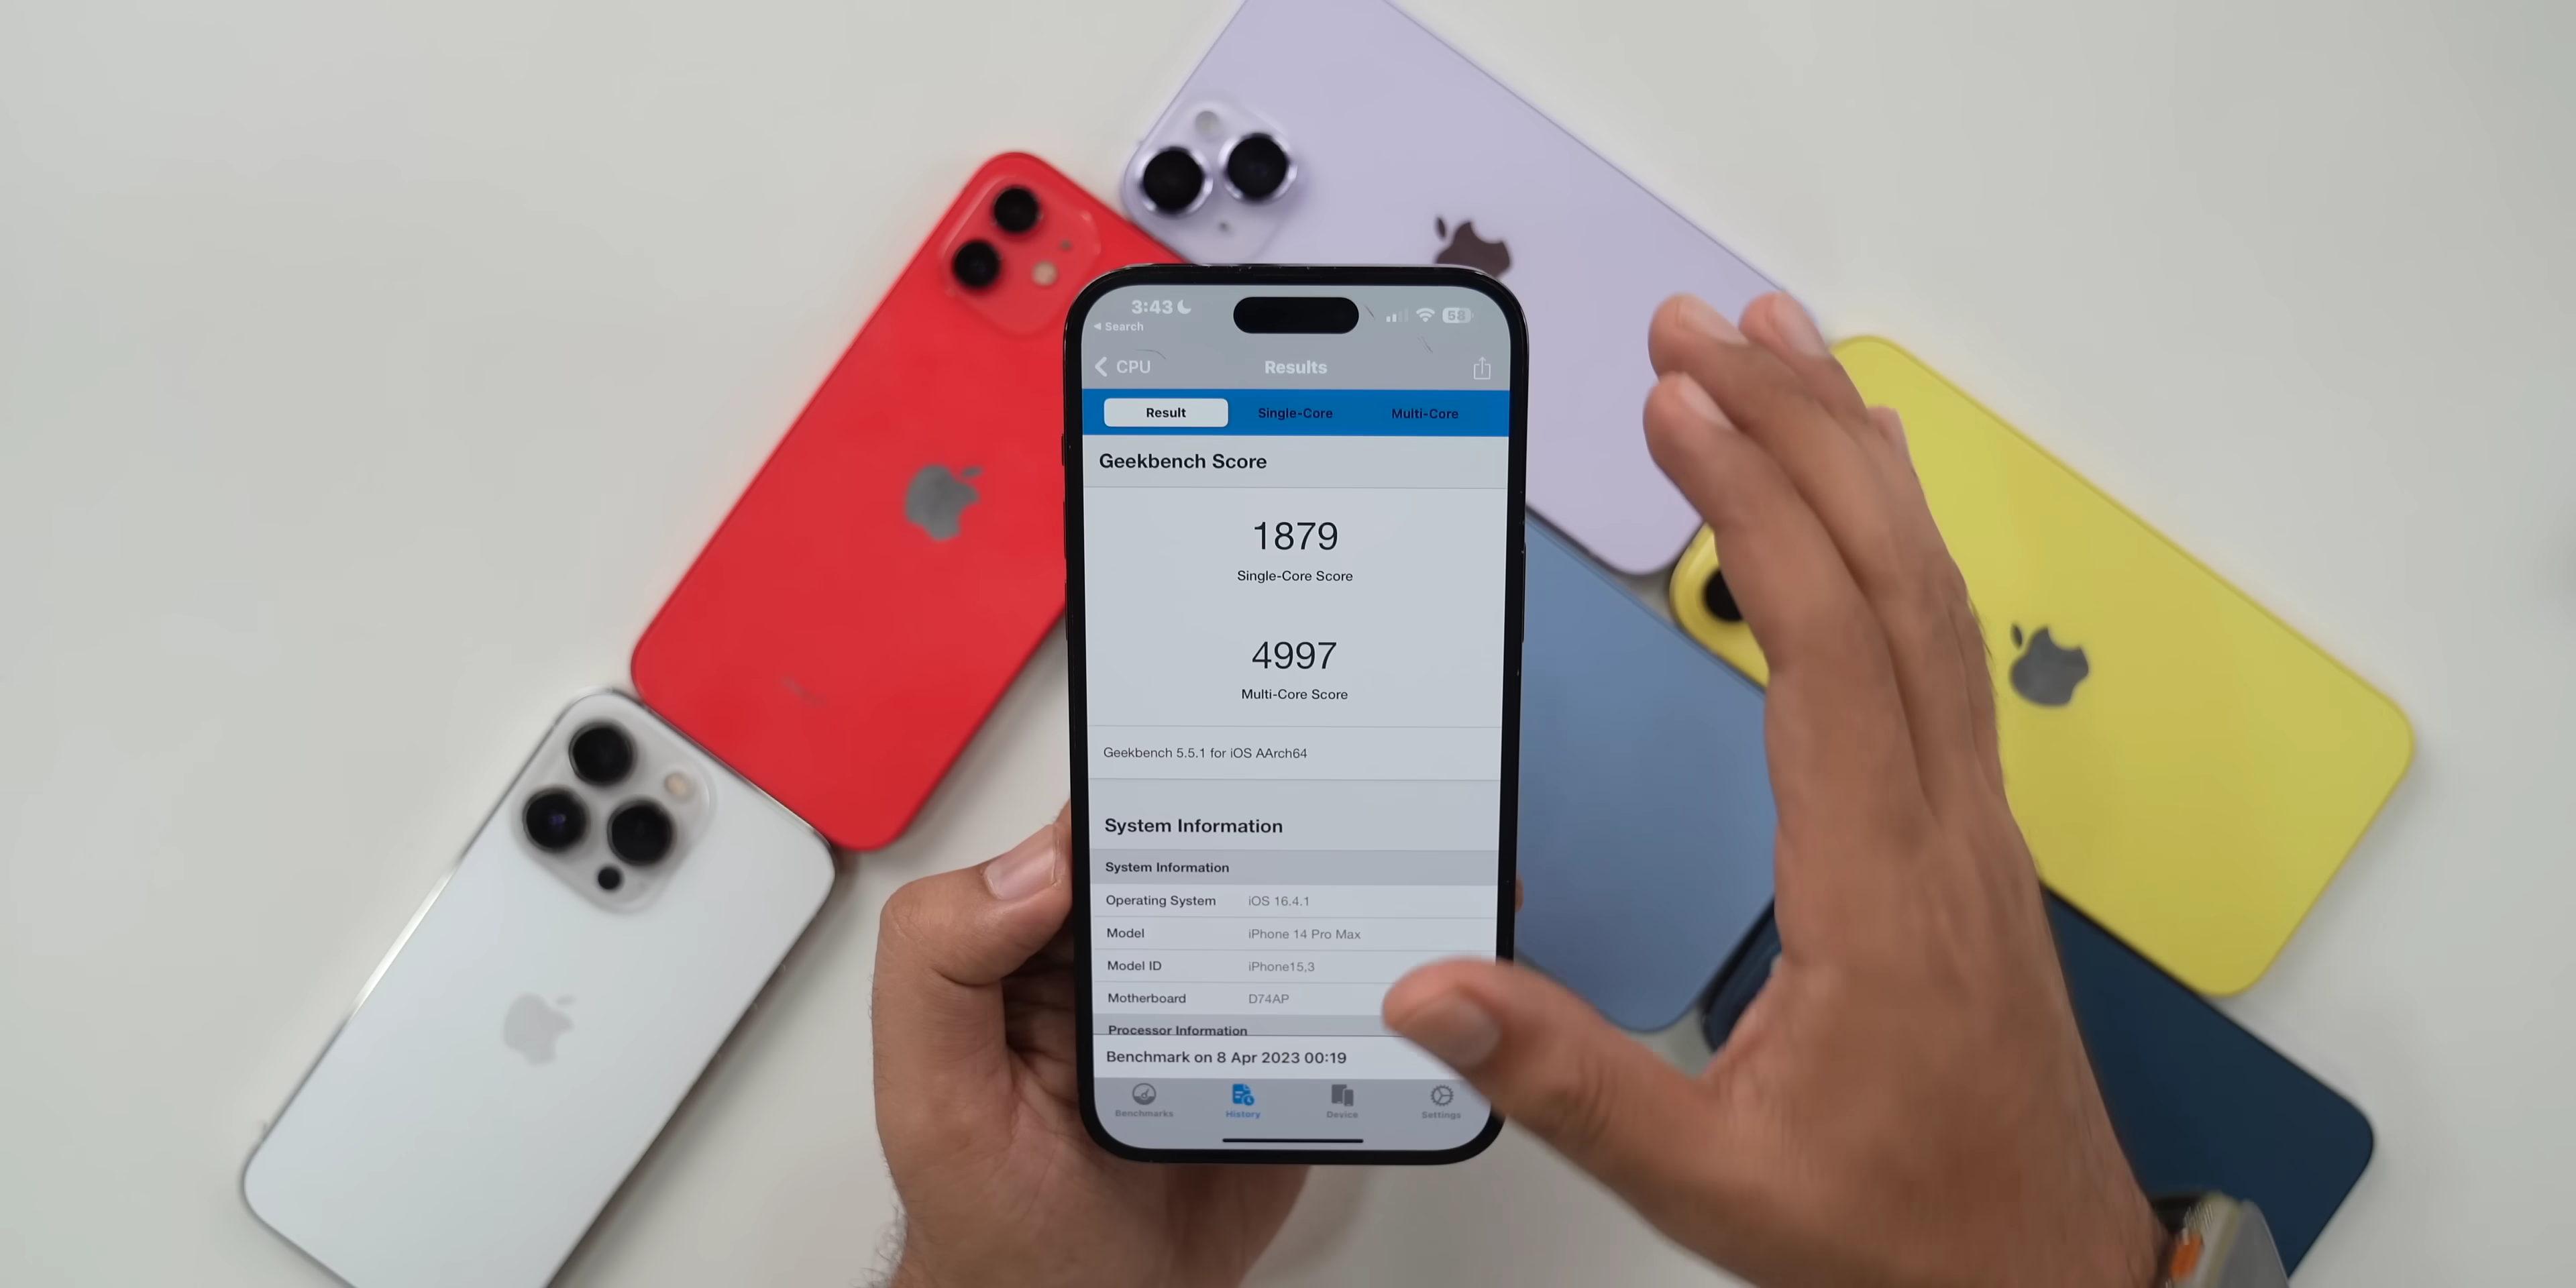 3:43
58
◀ Search
CPU
Results
Result
Single-Core
Multi-Core
Geekbench Score
1879
Single-Core Score
4997
Multi-Core Score
Geekbench 5.5.1 for iOS AArch64
System Information
System Information
Operating System iOS 16.4.1
Model iPhone 14 Pro Max
Model ID iPhone15,3
Motherboard D74AP
Processor Information
Benchmark on 8 Apr 2023 00:19
Benchmarks
History
Device
Settings